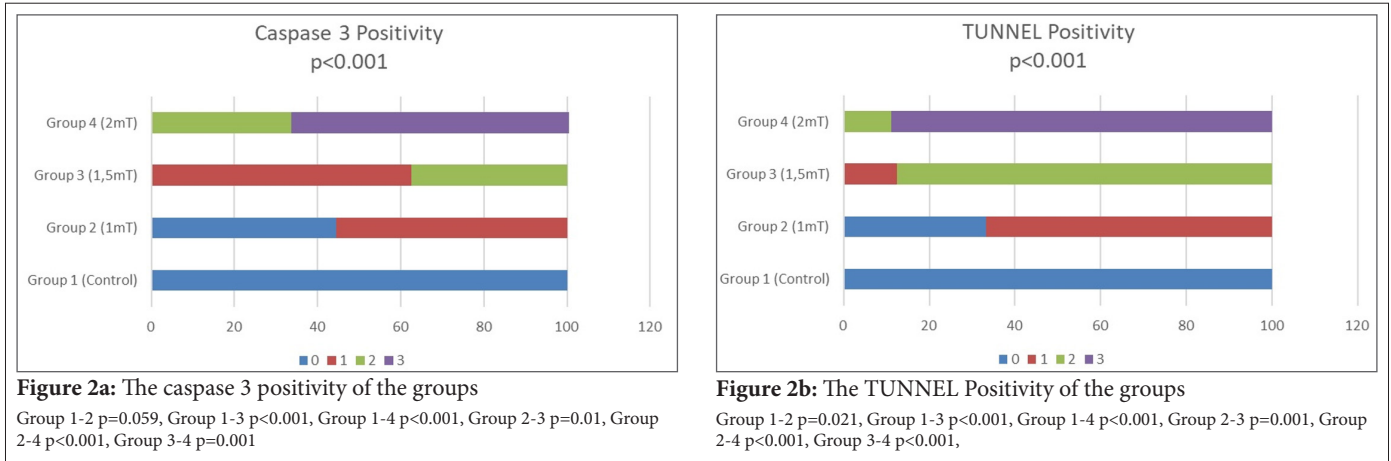 Caspase 3 Positivity
p<0.001
Group 4 (2mT)
Group 3 (1,5mT)
Group 2 (1mT)
Group 1 (Control)
0 20 40 60 80 100 120
0 1 2 3
Figure 2a: The caspase 3 positivity of the groups
Group 1-2 p=0.059, Group 1-3 p<0.001, Group 1-4 p<0.001, Group 2-3 p=0.01, Group
2-4 p<0.001, Group 3-4 p=0.001
TUNNEL Positivity
p<0.001
Group 4 (2mT)
Group 3 (1,5mT)
Group 2 (1mT)
Group 1 (Control)
0 20 40 60 80 100 120
0 1 2 3
Figure 2b: The TUNNEL Positivity of the groups
Group 1-2 p=0.021, Group 1-3 p<0.001, Group 1-4 p<0.001, Group 2-3 p=0.001, Group
2-4 p<0.001, Group 3-4 p<0.001,